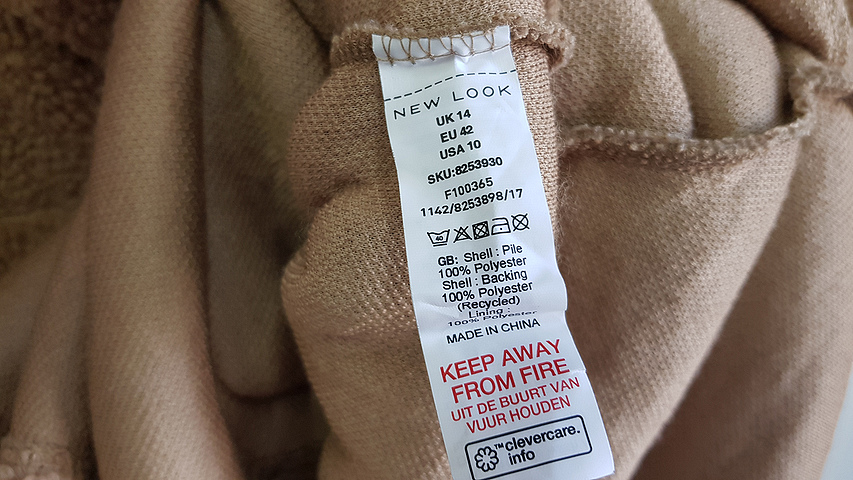 NEW LOOK
UK 14
EU 42
USA 10
SKU:8253930
F100365
1142/8253898/17
40
GB: Shell : Pile
100% Polyester
Shell : Backing
100% Polyester
(Recycled)
Lining :
100% Polyester
MADE IN CHINA
KEEP AWAY
FROM FIRE
UIT DE BUURT VAN
VUUR HOUDEN
™clevercare.
info